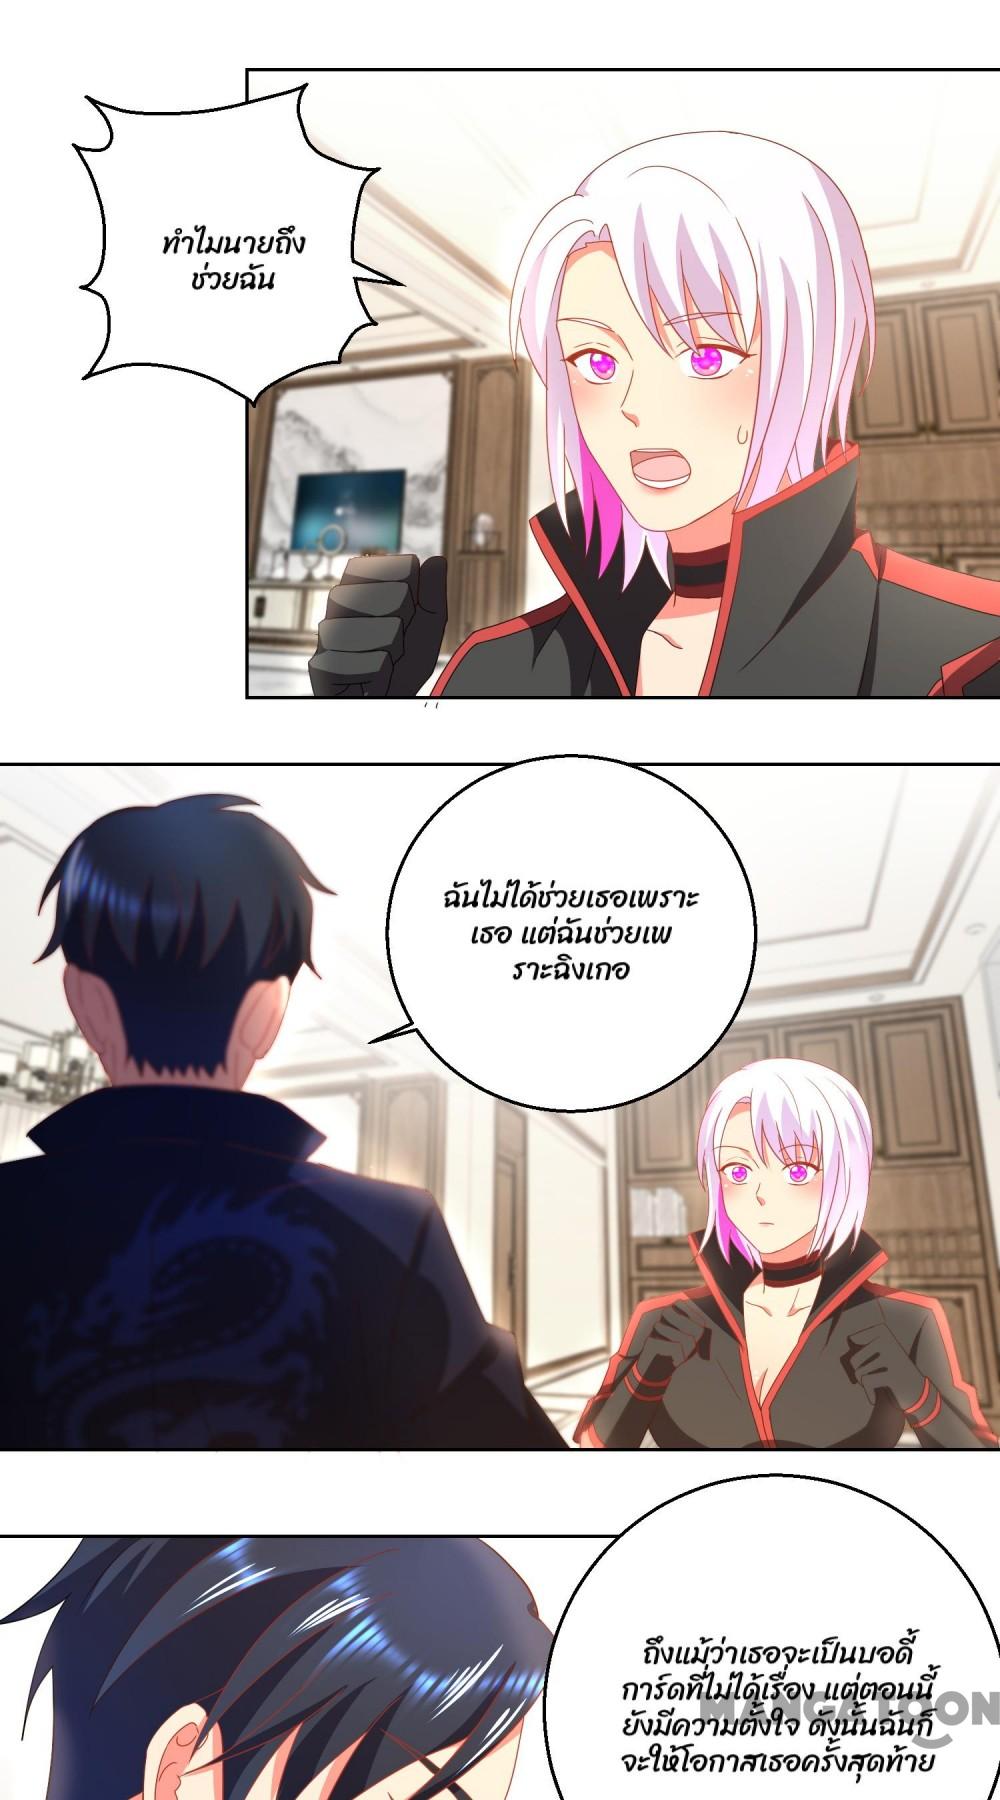 ทำไมนายถึง
ช่วยฉัน
ฉันไม่ได้ช่วยเธอเพราะ
เธอ แต่ฉันช่วยเพ
ราะฉิงเกอ
ถึงแม้ว่าเธอจะเป็นบอดี้
การ์ดที่ไม่ได้เรื่อง แต่ตอนนี้
ยังมีความตั้งใจ ดังนั้นฉันก็
จะให้โอกาสเธอครั้งสุดท้าย
MANGATOON